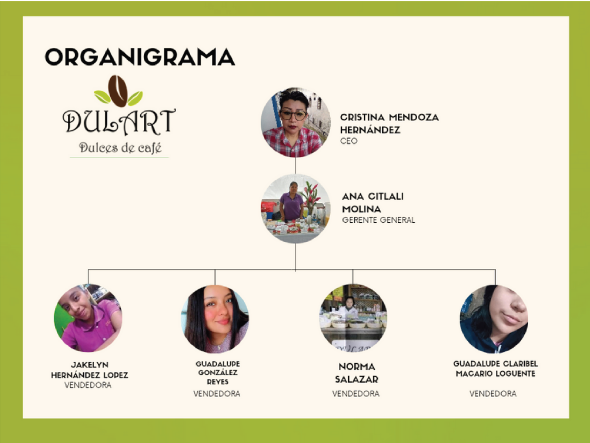 ORGANIGRAMA
DULART
Dulces de café
CRISTINA MENDOZA
HERNÁNDEZ
CEO
ANA CITLALI
MOLINA
GERENTE GENERAL
JAKELYN
HERNÁNDEZ LOPEZ
VENDEDORA
GUADALUPE
GONZÁLEZ
REYES
VENDEDORA
NORMA
SALAZAR
VENDEDORA
GUADALUPE CLARIBEL
MACARIO LOGUENTE
VENDEDORA